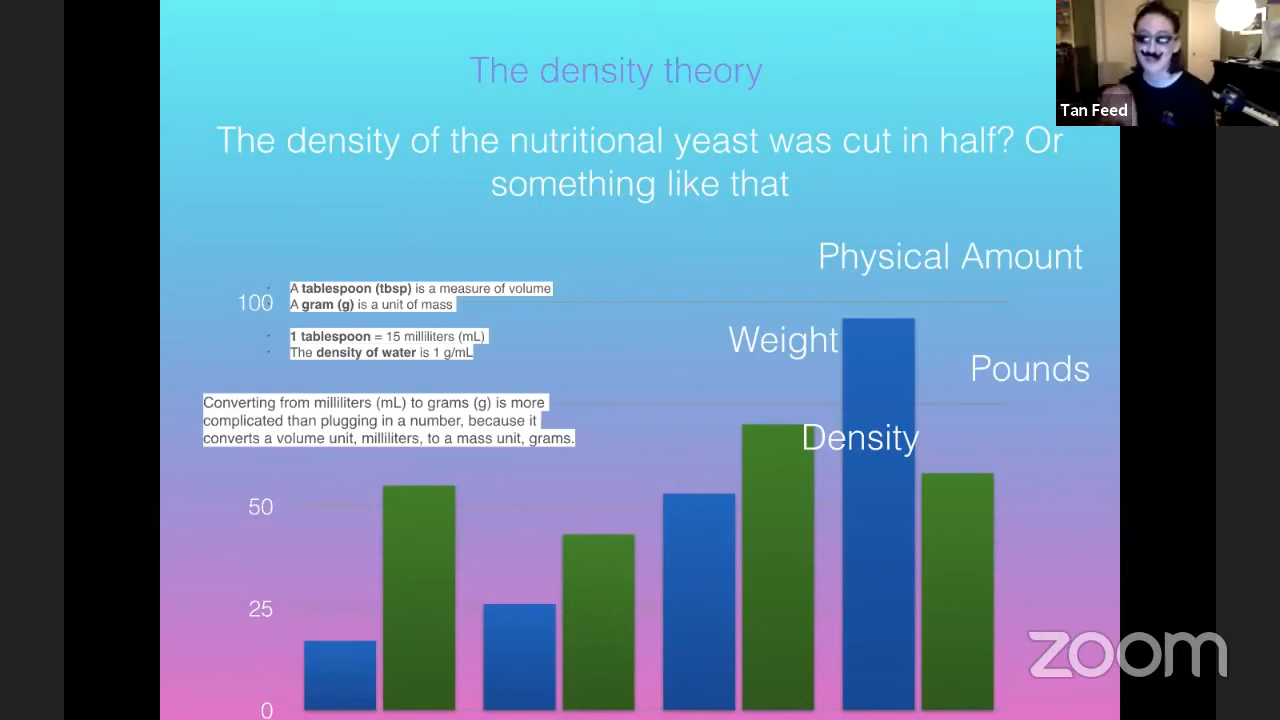 The density theory
The density of the nutritional yeast was cut in half? Or
something like that
Tan Feed
Physical Amount
Weight
Pounds
Density
A tablespoon (tbsp) is a measure of volume
A gram (g) is a unit of mass
1 tablespoon = 15 milliliters (mL)
The density of water is 1 g/mL
Converting from milliliters (mL) to grams (g) is more
complicated than plugging in a number, because it
converts a volume unit, milliliters, to a mass unit, grams.
100
50
25
0
zoom